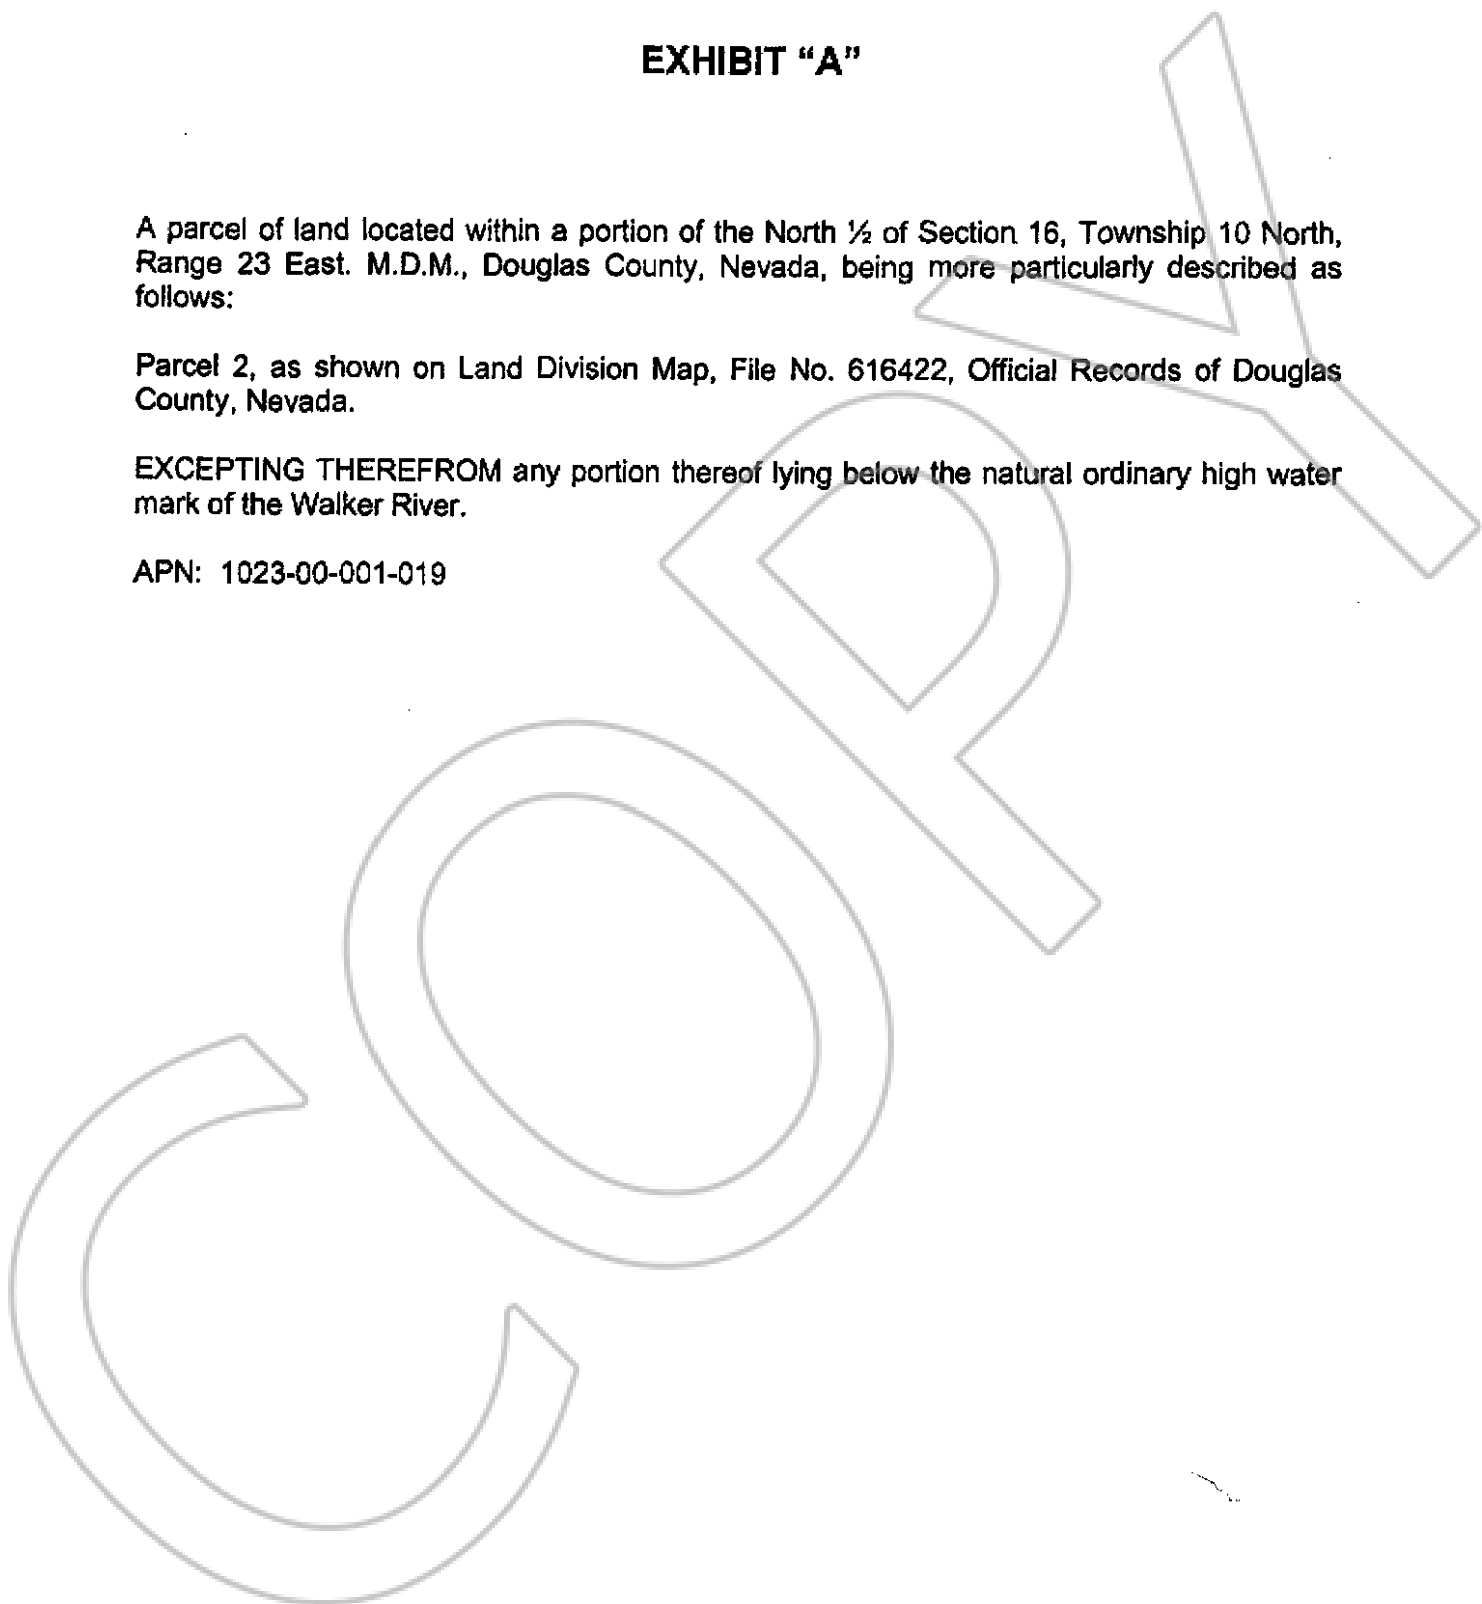 EXHIBIT “A”
A parcel of land located within a portion of the North ½ of Section 16, Township 10 North,
Range 23 East. M.D.M., Douglas County, Nevada, being more particularly described as
follows:
Parcel 2, as shown on Land Division Map, File No. 616422, Official Records of Douglas
County, Nevada.
EXCEPTING THEREFROM any portion thereof lying below the natural ordinary high water
mark of the Walker River.
APN: 1023-00-001-019
COPY